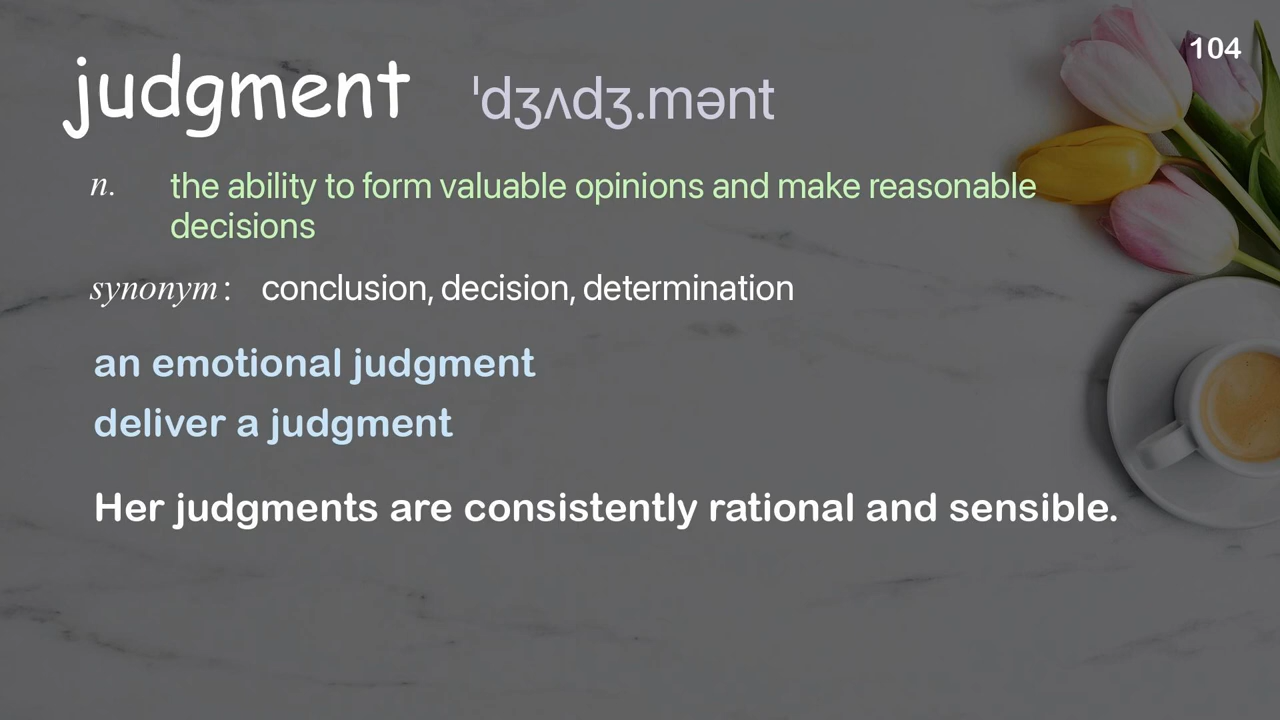 104
judgment ˈdʒʌdʒ.mənt
n. the ability to form valuable opinions and make reasonable
decisions
synonym: conclusion, decision, determination
an emotional judgment
deliver a judgment
Her judgments are consistently rational and sensible.